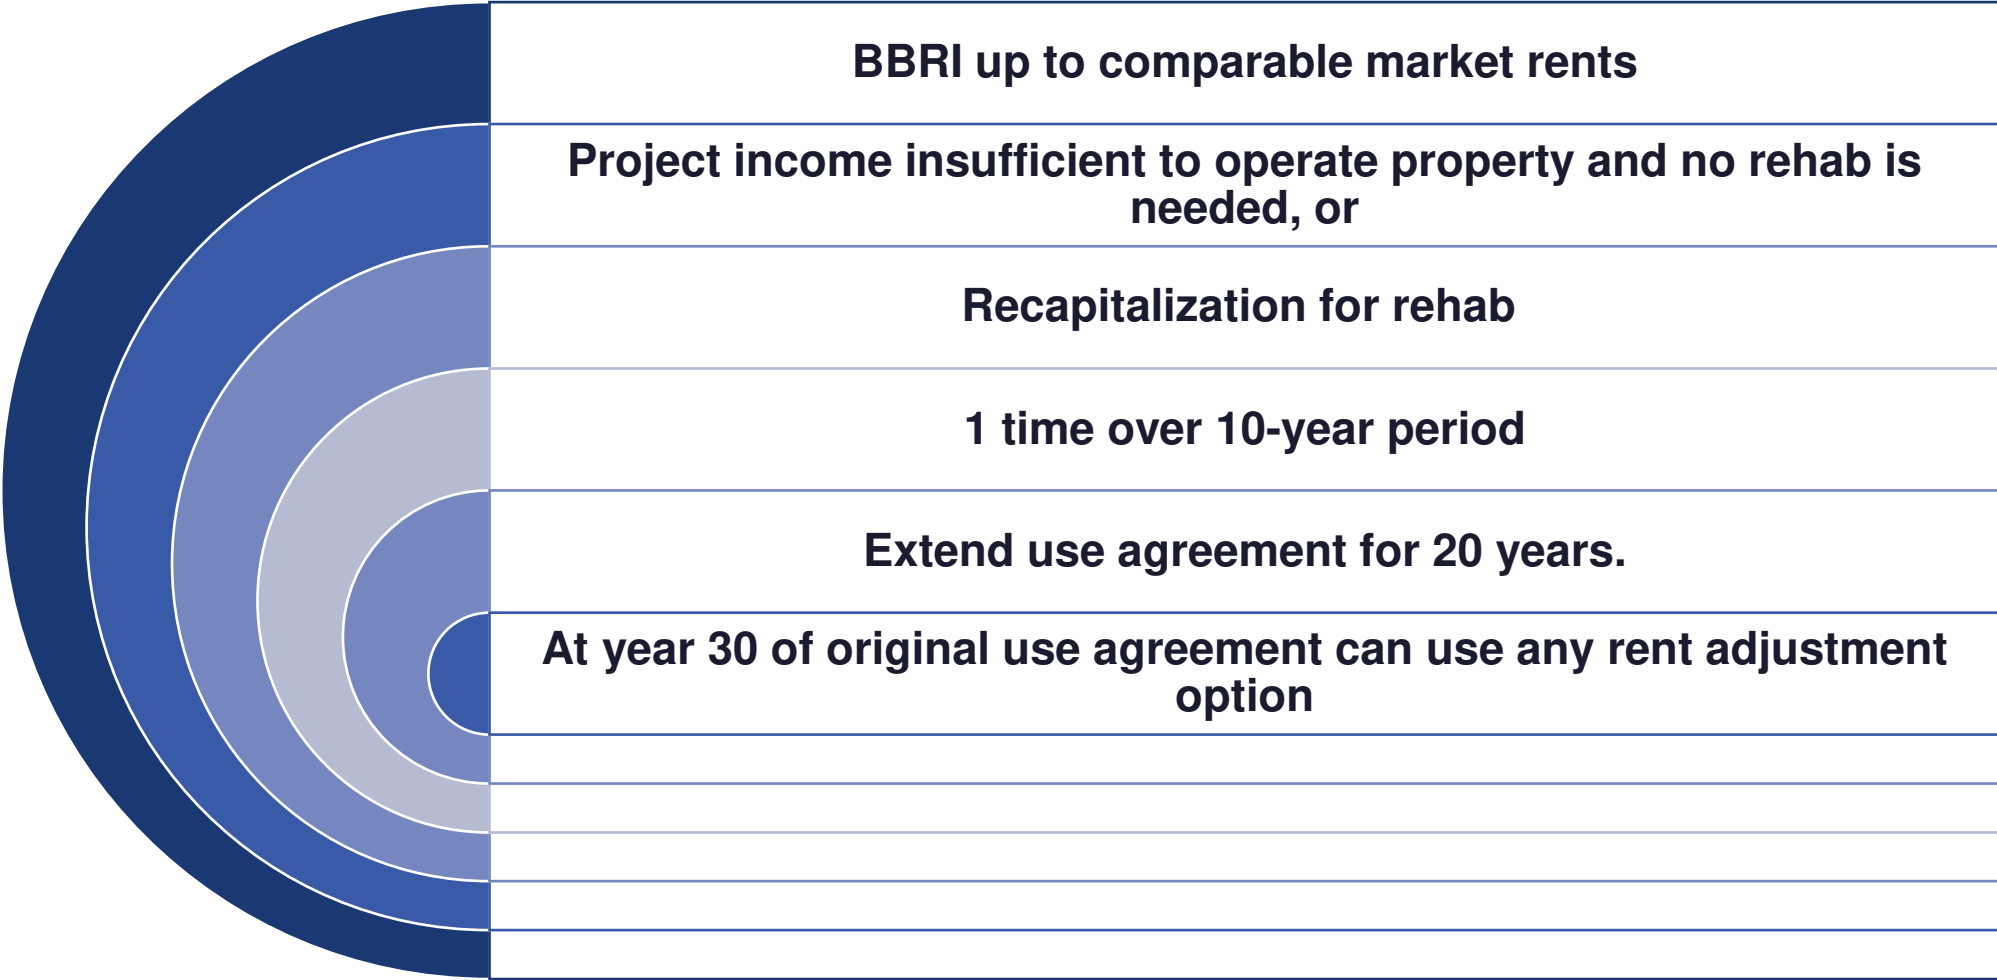 BBRI up to comparable market rents
Project income insufficient to operate property and no rehab is
needed, or
Recapitalization for rehab
1 time over 10-year period
Extend use agreement for 20 years.
At year 30 of original use agreement can use any rent adjustment
option